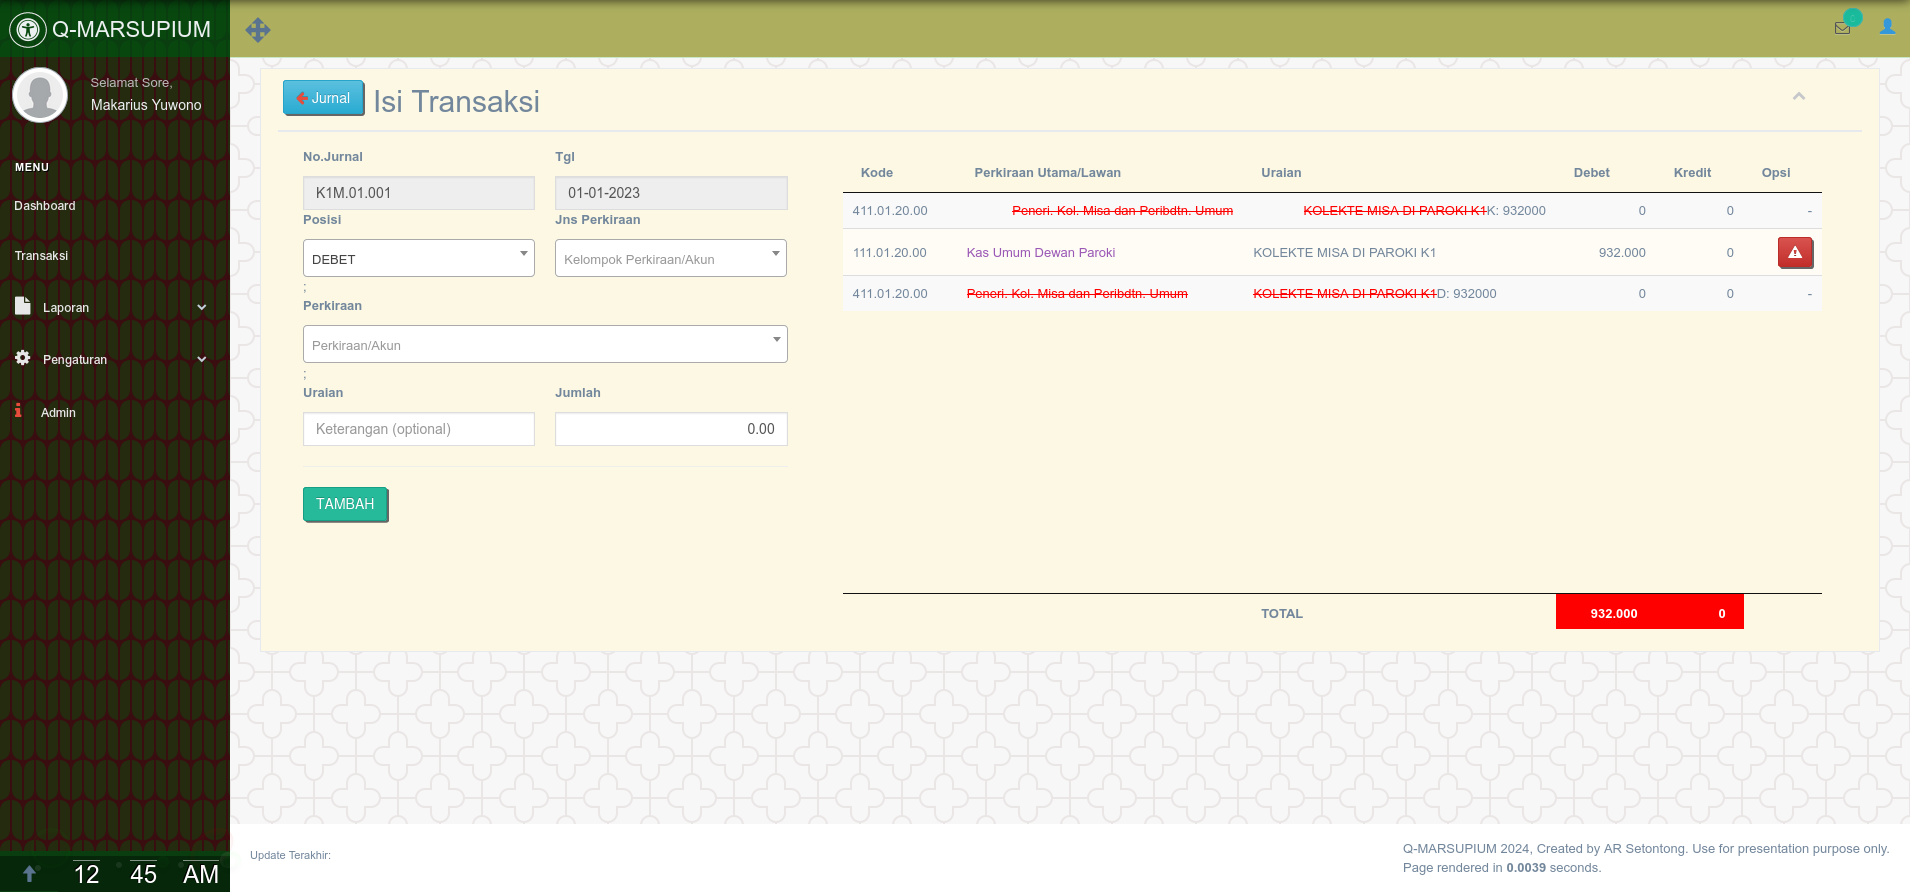 Q-MARSUPIUM
Selamat Sore,
Makarius Yuwono
MENU
Dashboard
Transaksi
Laporan
Pengaturan
Admin
12 45 AM
Jurnal Isi Transaksi
No.Jurnal Tgl
K1M.01.001 01-01-2023
Posisi Jns Perkiraan
DEBET Kelompok Perkiraan/Akun
;
Perkiraan
Perkiraan/Akun
;
Uraian Jumlah
Keterangan (optional) 0.00
TAMBAH
Kode Perkiraan Utama/Lawan Uraian Debet Kredit Opsi
411.01.20.00 Peneri. Kol. Misa dan Peribdtn. Umum KOLEKTE MISA DI PAROKI K1K: 932000 0 0 -
111.01.20.00 Kas Umum Dewan Paroki KOLEKTE MISA DI PAROKI K1 932.000 0
411.01.20.00 Peneri. Kol. Misa dan Peribdtn. Umum KOLEKTE MISA DI PAROKI K1D: 932000 0 0 -
TOTAL 932.000 0
Update Terakhir:
Q-MARSUPIUM 2024, Created by AR Setontong. Use for presentation purpose only.
Page rendered in 0.0039 seconds.